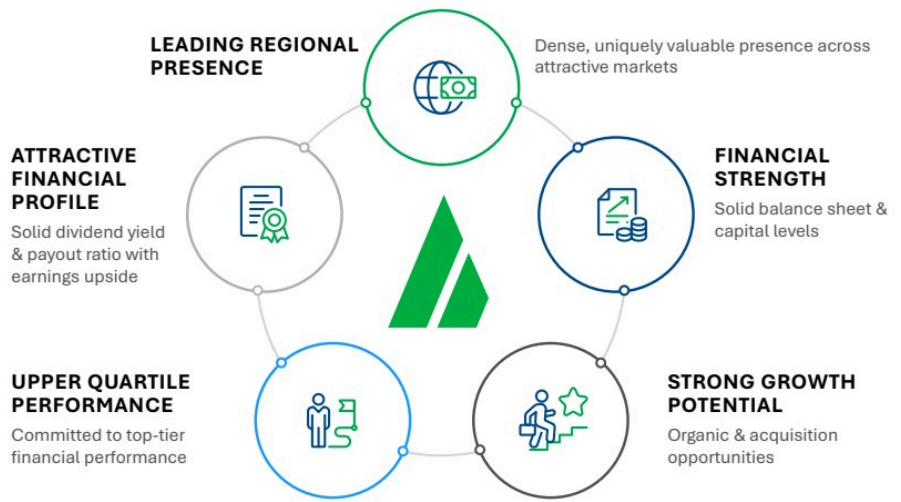 LEADING REGIONAL
PRESENCE
Dense, uniquely valuable presence across
attractive markets
ATTRACTIVE
FINANCIAL
PROFILE
Solid dividend yield
& payout ratio with
earnings upside
FINANCIAL
STRENGTH
Solid balance sheet &
capital levels
UPPER QUARTILE
PERFORMANCE
Committed to top-tier
financial performance
STRONG GROWTH
POTENTIAL
Organic & acquisition
opportunities